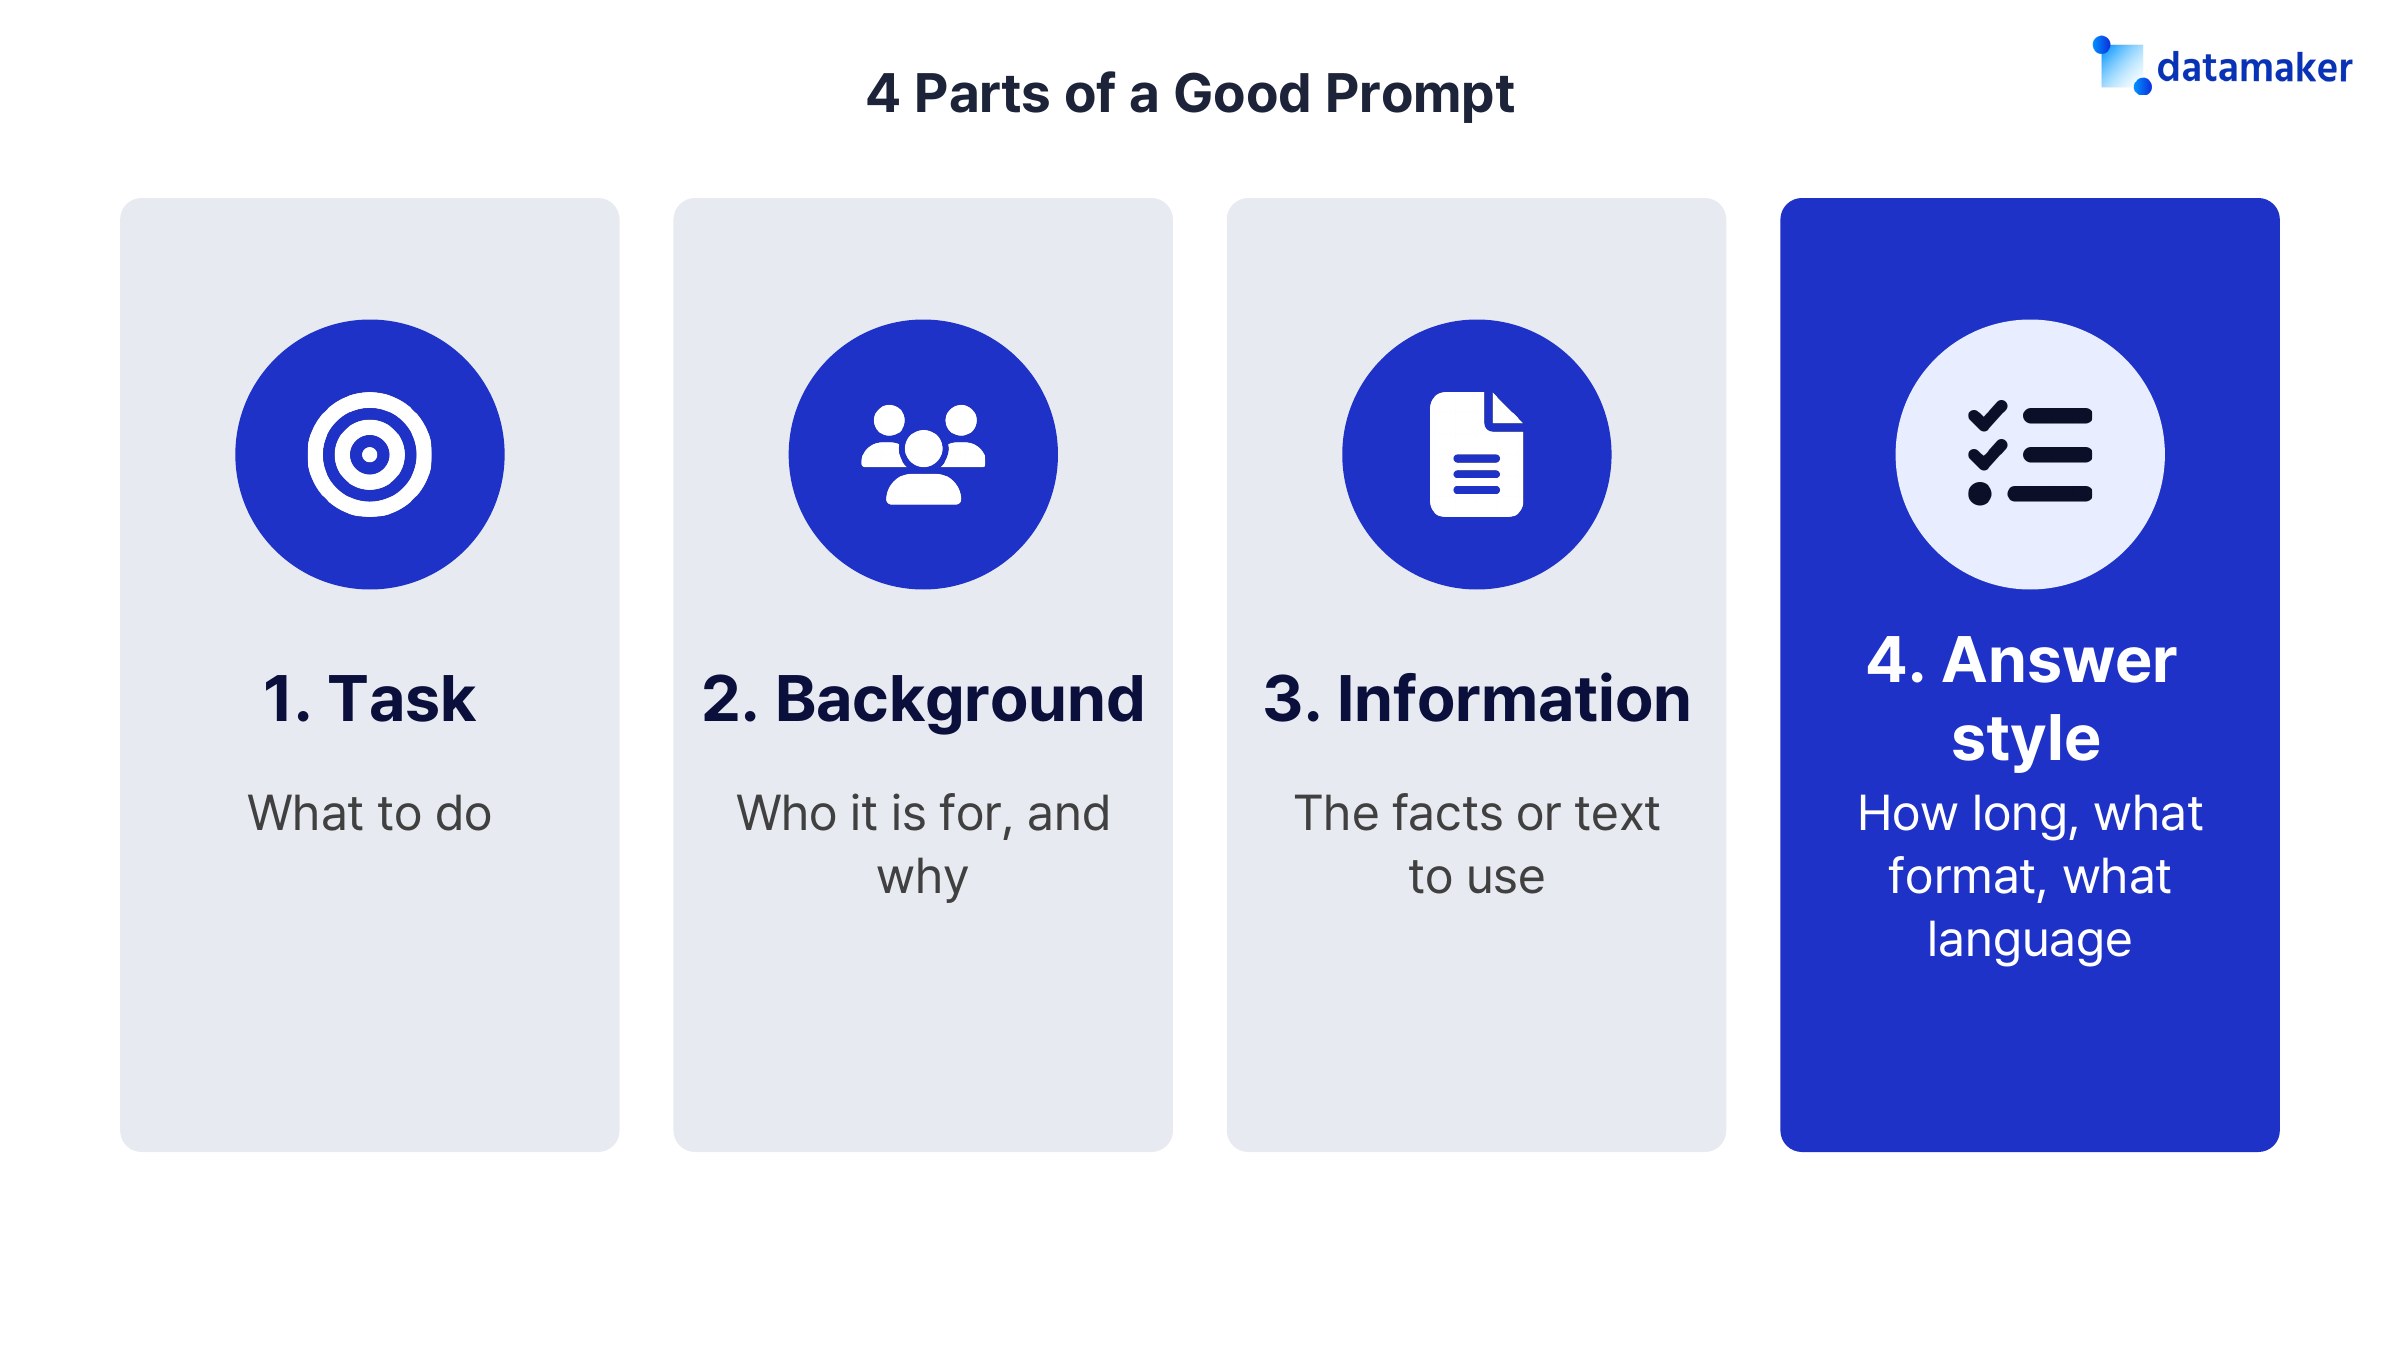 4 Parts of a Good Prompt
datamaker
1. Task
What to do
2. Background
Who it is for, and
why
3. Information
The facts or text
to use
4. Answer
style
How long, what
format, what
language